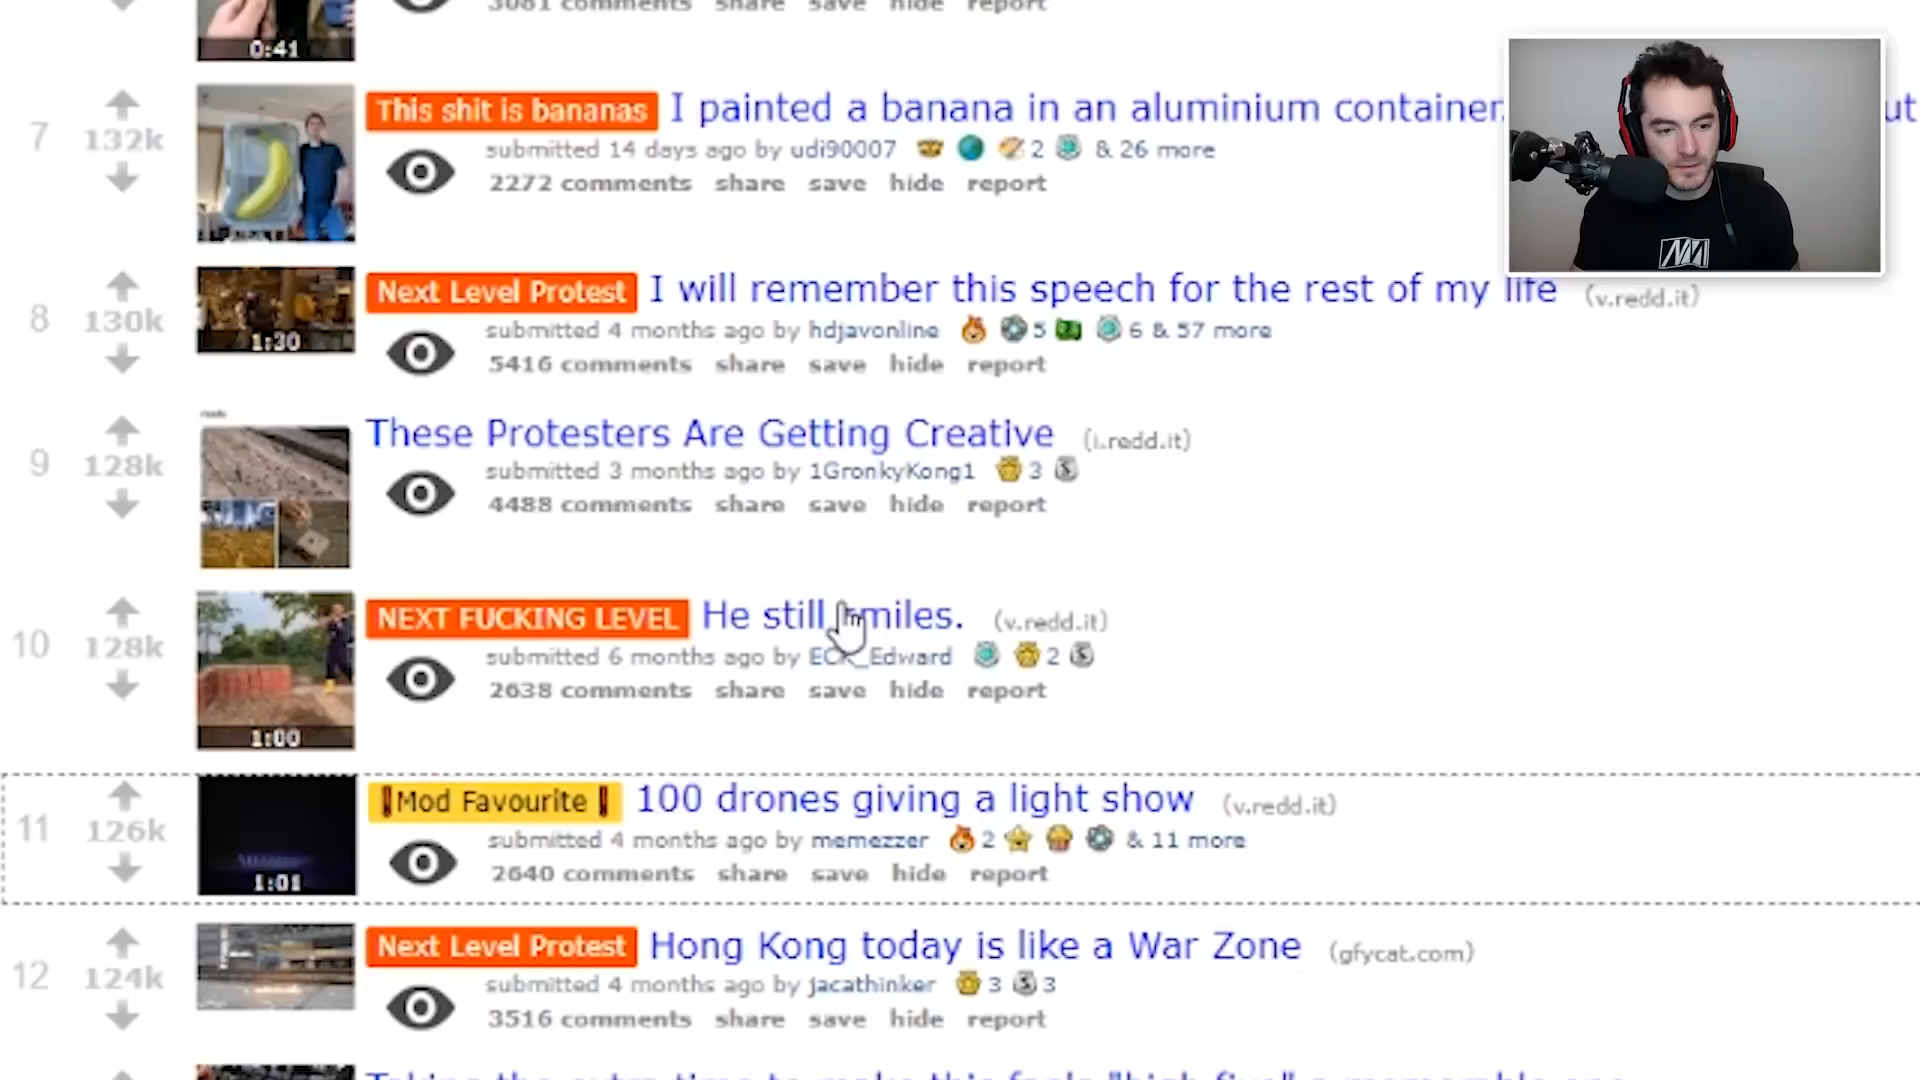 3081 comments share save hide report
0:41
7
132k
This shit is bananas I painted a banana in an aluminium container. ut
submitted 14 days ago by udi90007 2 & 26 more
2272 comments share save hide report
8
130k
Next Level Protest I will remember this speech for the rest of my life (v.redd.it)
1:30
submitted 4 months ago by hdjavonline 5 6 & 57 more
5416 comments share save hide report
9
128k
These Protesters Are Getting Creative (i.redd.it)
submitted 3 months ago by 1GronkyKong1 3
4488 comments share save hide report
10
128k
NEXT FUCKING LEVEL He still smiles. (v.redd.it)
submitted 6 months ago by Edward 2
2638 comments share save hide report
1:00
11
126k
Mod Favourite 100 drones giving a light show (v.redd.it)
submitted 4 months ago by memezzer 2 & 11 more
2640 comments share save hide report
1:01
12
124k
Next Level Protest Hong Kong today is like a War Zone (gfycat.com)
submitted 4 months ago by jacathinker 3 3
3516 comments share save hide report